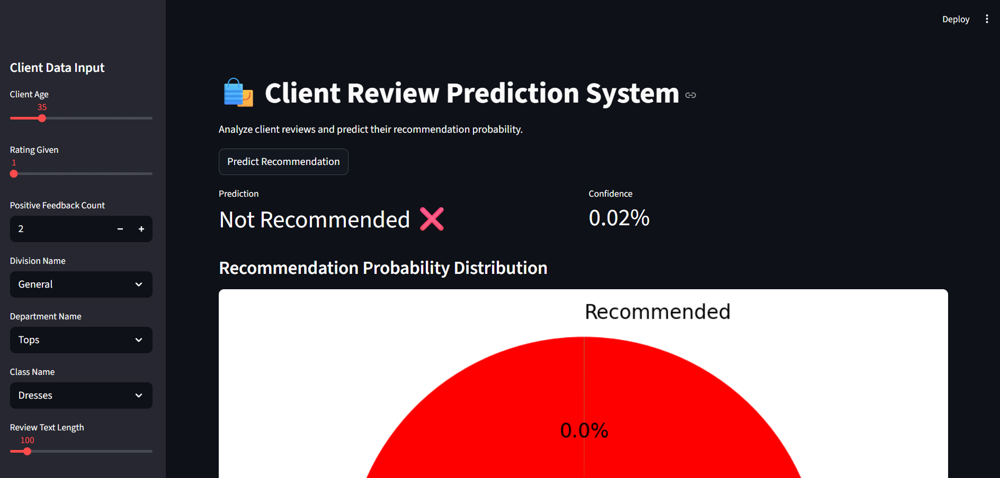 Deploy
Client Data Input
Client Age
35
Rating Given
1
Positive Feedback Count
2
Division Name
General
Department Name
Tops
Class Name
Dresses
Review Text Length
100
Client Review Prediction System
Analyze client reviews and predict their recommendation probability.
Predict Recommendation
Prediction
Not Recommended
Confidence
0.02%
Recommendation Probability Distribution
Recommended
0.0%